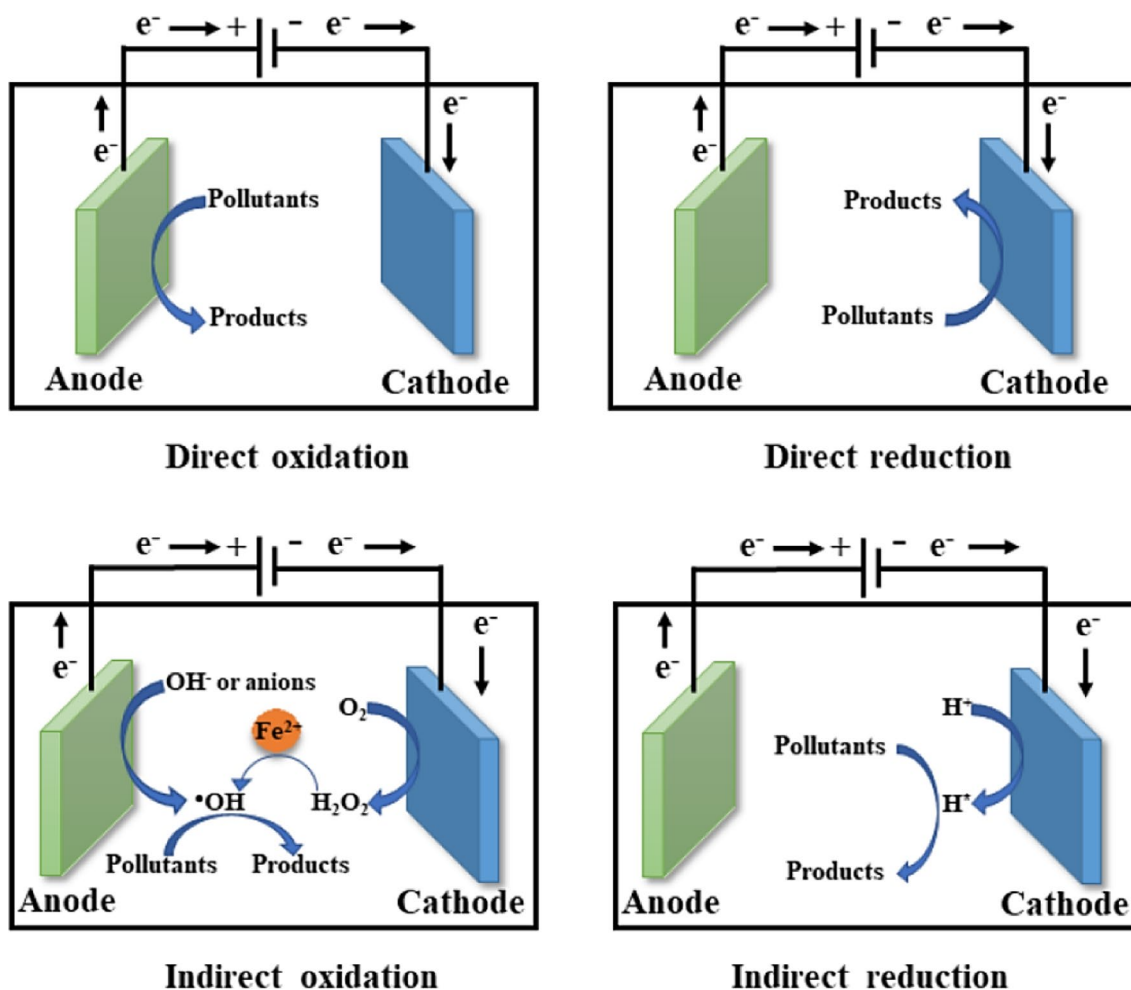 e⁻ + − e⁻
e⁻
e⁻
Pollutants
Products
Anode
Cathode
Direct oxidation
e⁻ + − e⁻
e⁻
e⁻
Products
Pollutants
Anode
Cathode
Direct reduction
e⁻ + − e⁻
e⁻
e⁻
OH⁻ or anions
O₂
Fe²⁺
•OH
H₂O₂
Pollutants
Products
Anode
Cathode
Indirect oxidation
e⁻ + − e⁻
e⁻
e⁻
H⁺
Pollutants
H*
Products
Anode
Cathode
Indirect reduction